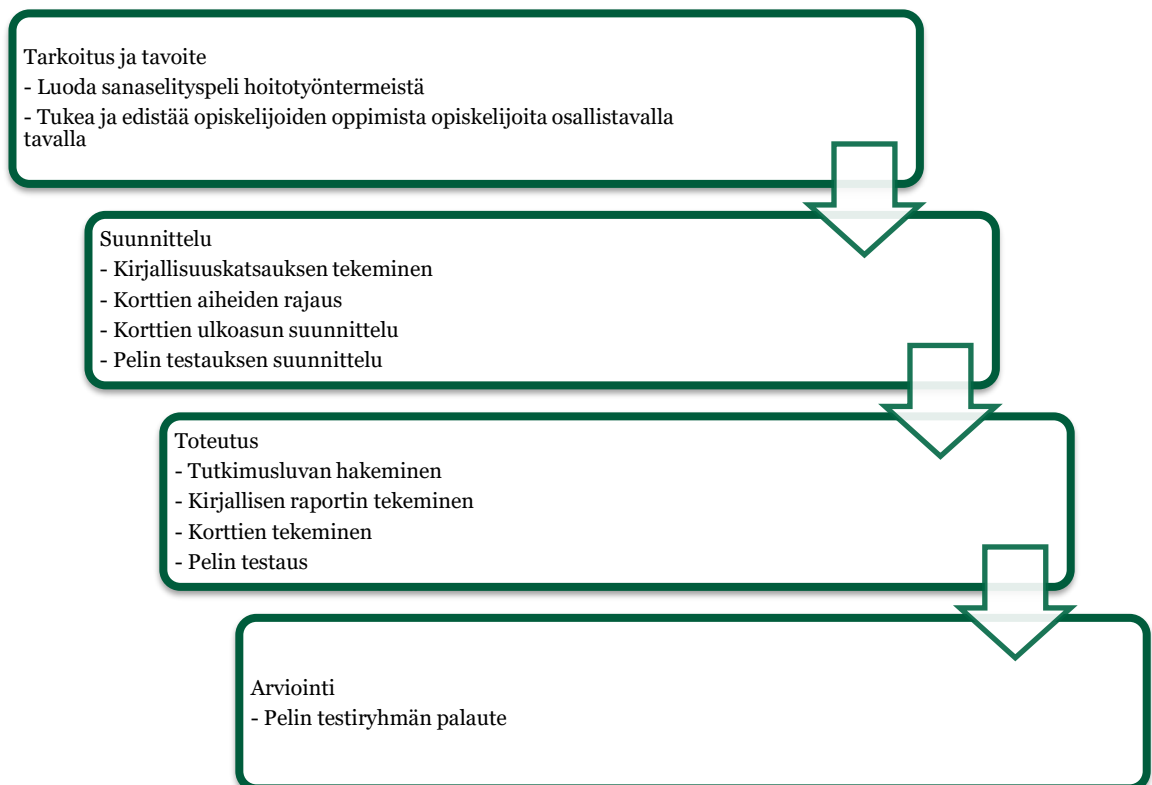 Tarkoitus ja tavoite
- Luoda sanaselityspeli hoitotyöntermeistä
- Tukea ja edistää opiskelijoiden oppimista opiskelijoita osallistavalla
tavalla
Suunnittelu
- Kirjallisuuskatsauksen tekeminen
- Korttien aiheiden rajaus
- Korttien ulkoasun suunnittelu
- Pelin testauksen suunnittelu
Toteutus
- Tutkimusluvan hakeminen
- Kirjallisen raportin tekeminen
- Korttien tekeminen
- Pelin testaus
Arviointi
- Pelin testiryhmän palaute